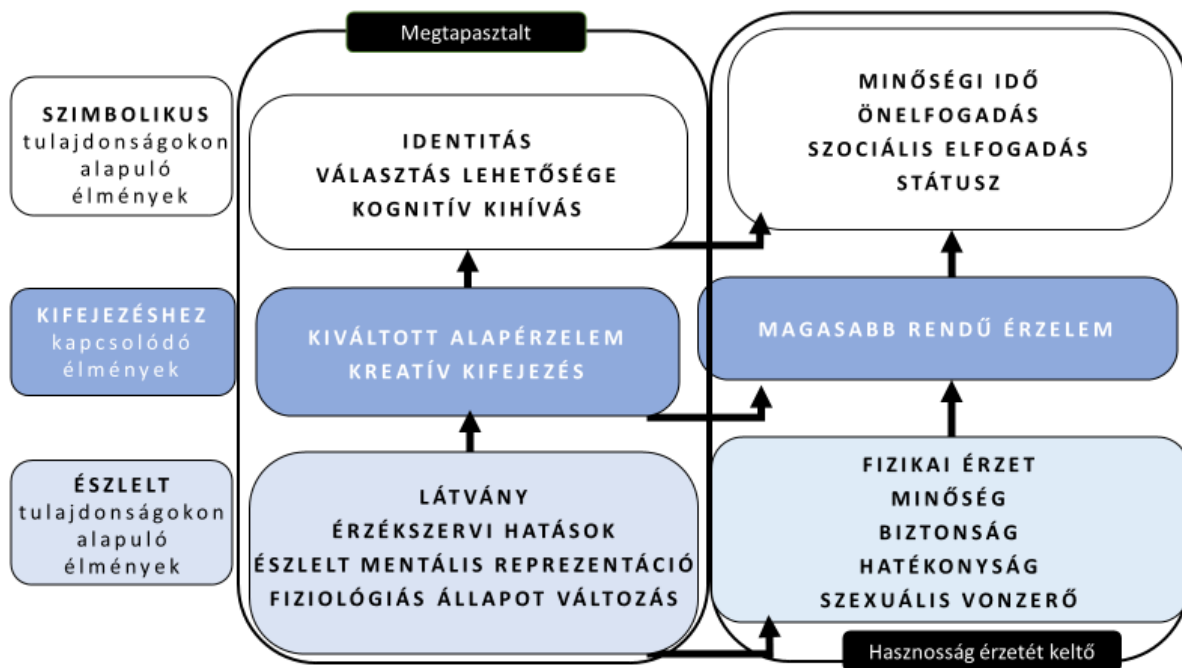 Megtapasztalt
SZIMBOLIKUS
tulajdonságokon
alapuló
élmények
IDENTITÁS
VÁLASZTÁS LEHETŐSÉGE
KOGNITÍV KIHÍVÁS
MINŐSÉGI IDŐ
ÖNELFOGADÁS
SZOCIÁLIS ELFOGADÁS
STÁTUSZ
KIFEJEZÉSHEZ
kapcsolódó
élmények
KIVÁLTOTT ALAPÉRZELEM
KREATÍV KIFEJEZÉS
MAGASABB RENDŰ ÉRZELEM
ÉSZLELT
tulajdonságokon
alapuló
élmények
LÁTVÁNY
ÉRZÉKSZERVI HATÁSOK
ÉSZLELT MENTÁLIS REPREZENTÁCIÓ
FIZIOLÓGIÁS ÁLLAPOT VÁLTOZÁS
FIZIKAI ÉRZET
MINŐSÉG
BIZTONSÁG
HATÉKONYSÁG
SZEXUÁLIS VONZERŐ
Hasznosság érzetét keltő